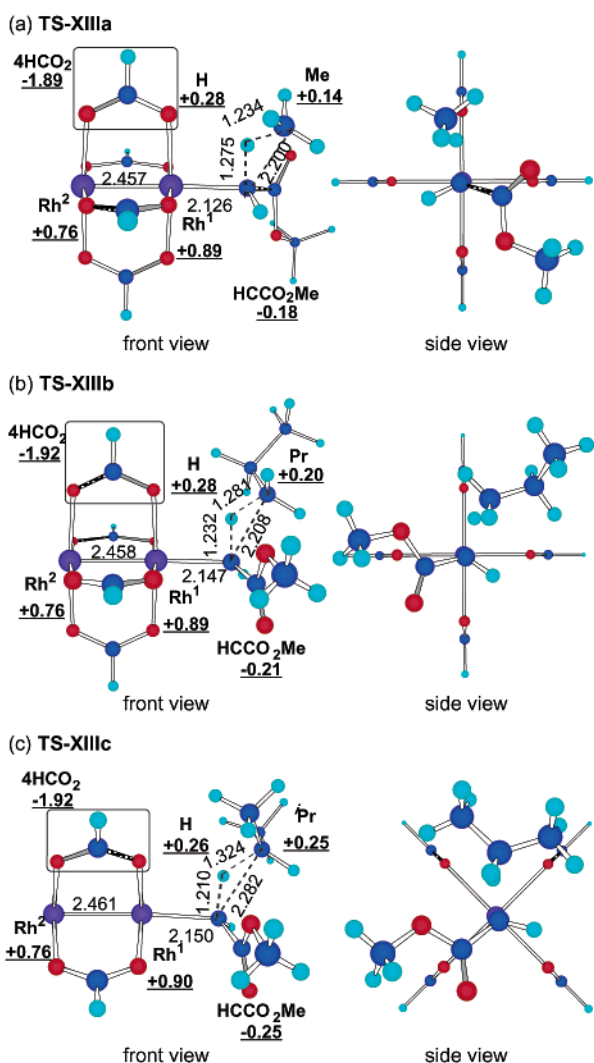 (a) TS-XIIIa
4HCO2
-1.89
H
+0.28
Me
+0.14
1.234
1.275
2.200
2.457
2.126
Rh2
+0.76
Rh1
+0.89
HCCO2Me
-0.18
front view
side view
(b) TS-XIIIb
4HCO2
-1.92
H
+0.28
Pr
+0.20
1.281
1.232
2.208
2.458
2.147
Rh2
+0.76
Rh1
+0.89
HCCO2Me
-0.21
front view
side view
(c) TS-XIIIc
4HCO2
-1.92
H
+0.26
iPr
+0.25
1.324
1.210
2.282
2.461
2.150
Rh2
+0.76
Rh1
+0.90
HCCO2Me
-0.25
front view
side view